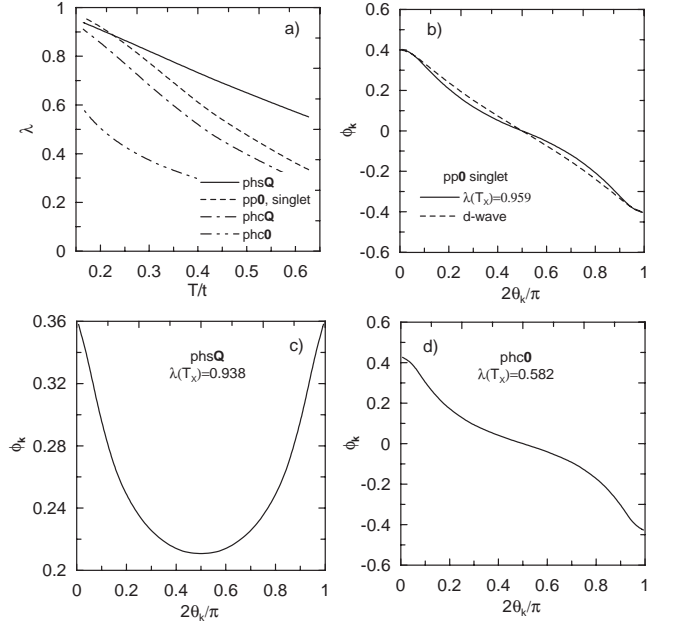 a)
1
0.8
0.6
0.4
0.2
0
λ
phsQ
pp0, singlet
phcQ
phc0
0.2 0.3 0.4 0.5 0.6
T/t
b)
0.6
0.4
0.2
0
-0.2
-0.4
-0.6
ϕk
pp0 singlet
λ(TX)=0.959
d-wave
0 0.2 0.4 0.6 0.8 1
2θk/π
c)
0.36
0.32
0.28
0.24
0.2
ϕk
phsQ
λ(TX)=0.938
0 0.2 0.4 0.6 0.8 1
2θk/π
d)
0.6
0.4
0.2
0
-0.2
-0.4
-0.6
ϕk
phc0
λ(TX)=0.582
0 0.2 0.4 0.6 0.8 1
2θk/π